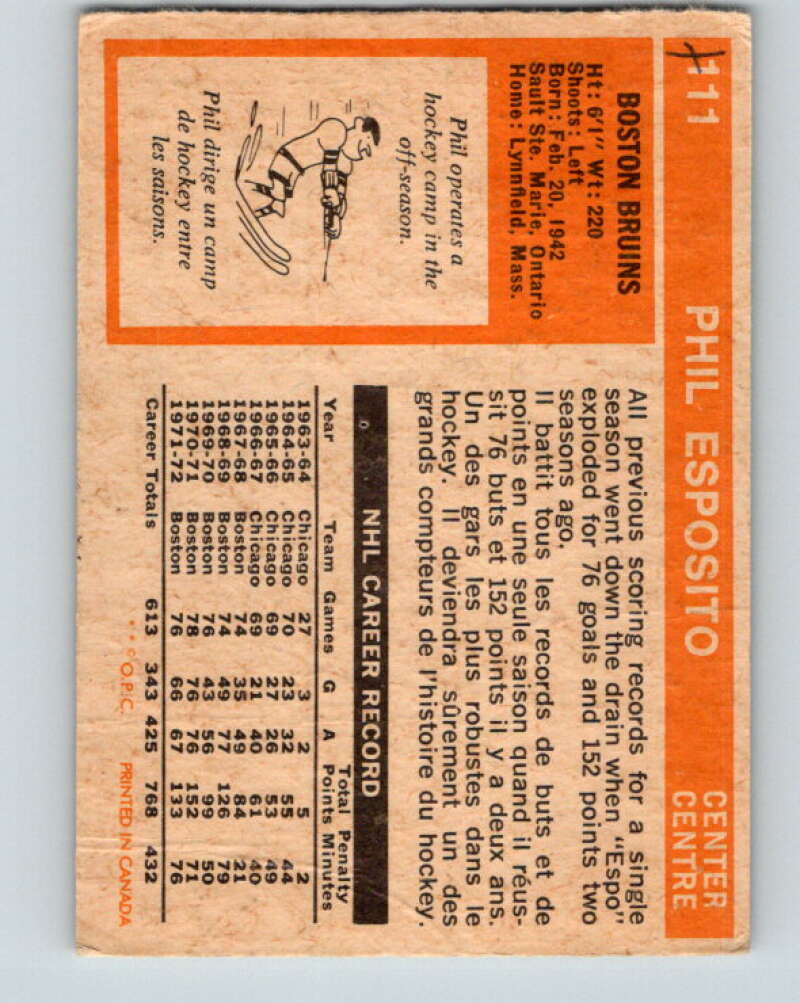 111 PHIL ESPOSITO CENTER
CENTRE
BOSTON BRUINS
Ht: 6'1" Wt: 220
Shoots: Left
Born: Feb. 20, 1942
Sault Ste. Marie, Ontario
Home: Lynnfield, Mass.
Phil operates a
hockey camp in the
off-season.
Phil dirige un camp
de hockey entre
les saisons.
All previous scoring records for a single
season went down the drain when "Espo"
exploded for 76 goals and 152 points two
seasons ago.
Il battit tous les records de buts et de
points en une seule saison quand il réus-
sit 76 buts et 152 points il y a deux ans.
Un des gars les plus robustes dans le
hockey. Il deviendra sûrement un des
grands compteurs de l'histoire du hockey.
NHL CAREER RECORD
Total Penalty
Year Team Games G A Points Minutes
1963-64 Chicago 27 3 2 5 2
1964-65 Chicago 70 23 32 55 44
1965-66 Chicago 69 27 26 53 49
1966-67 Chicago 69 21 40 61 40
1967-68 Boston 74 35 49 84 21
1968-69 Boston 74 49 77 126 79
1969-70 Boston 76 43 56 99 50
1970-71 Boston 78 76 76 152 71
1971-72 Boston 76 66 67 133 76
Career Totals 613 343 425 768 432
* * © O.P.C. PRINTED IN CANADA